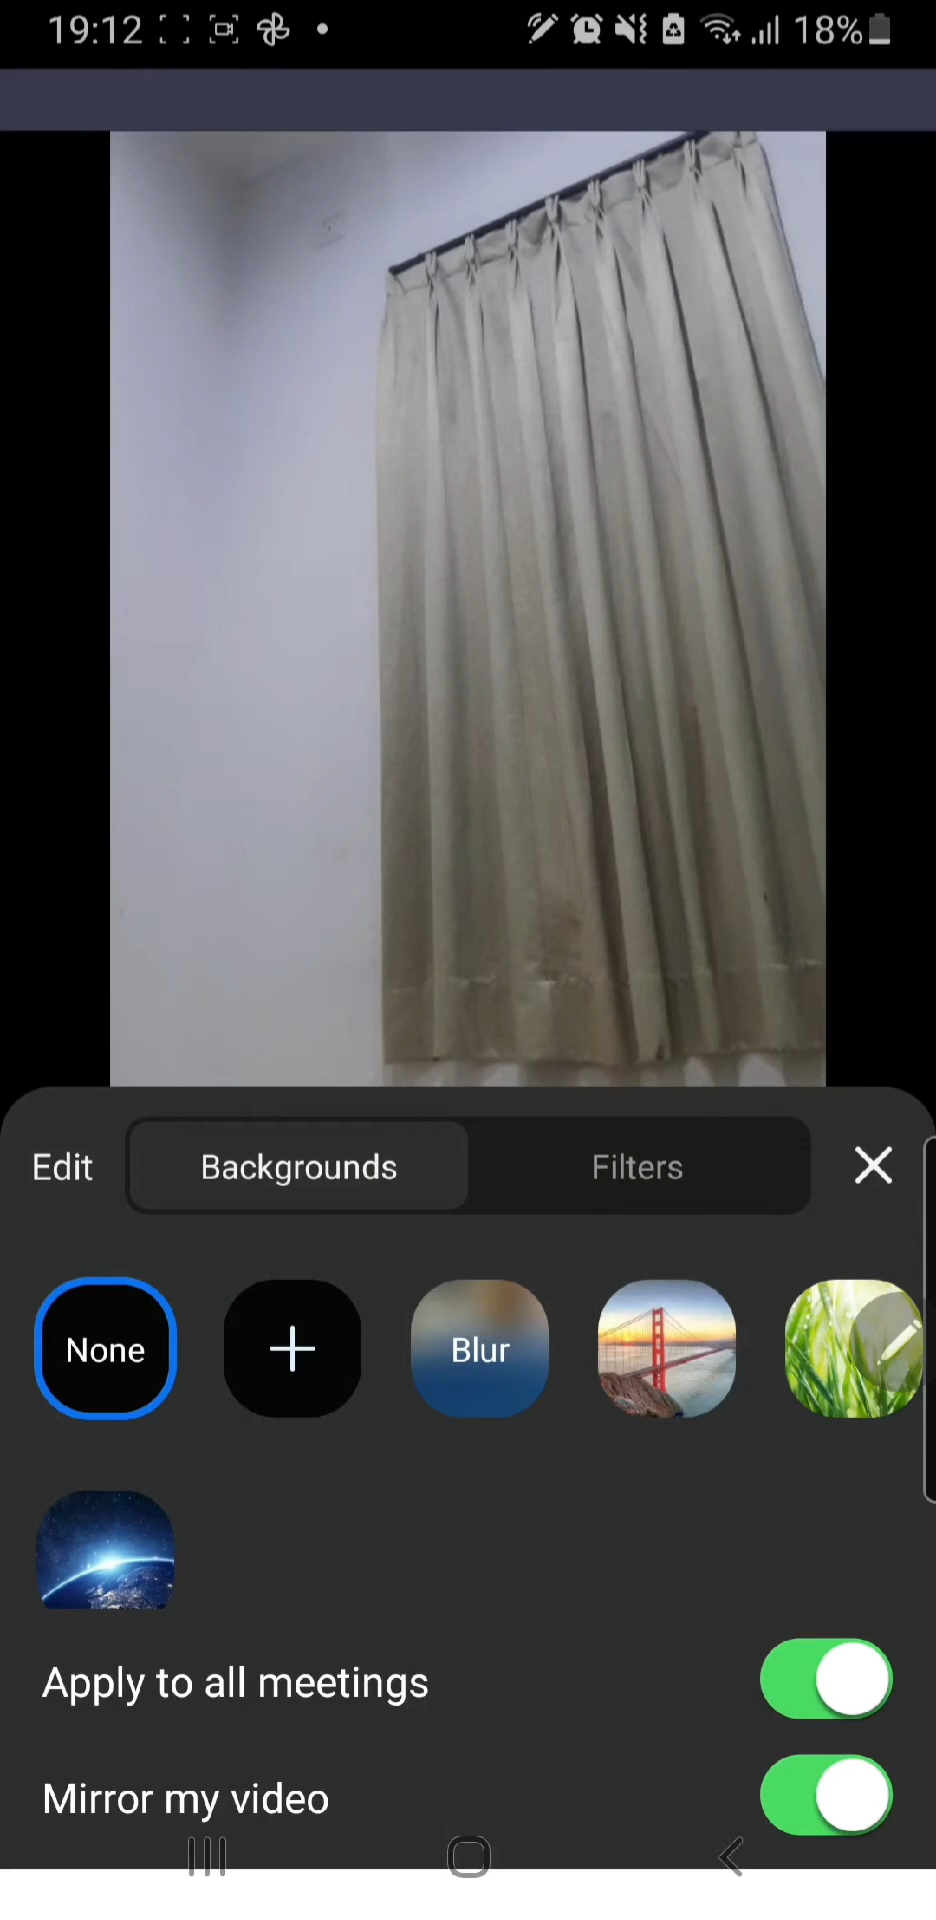 19:12 18%
Edit Backgrounds Filters
None Blur
Apply to all meetings
Mirror my video